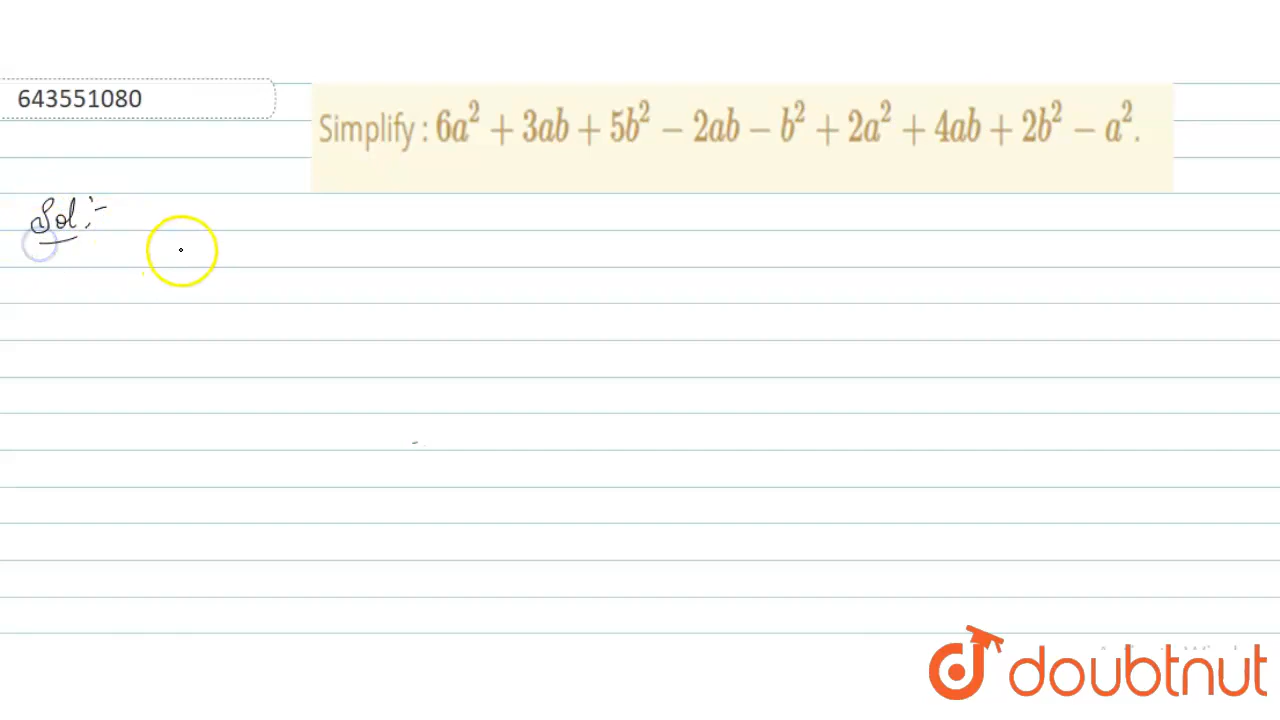 643551080
Simplify : 6a² + 3ab + 5b² − 2ab − b² + 2a² + 4ab + 2b² − a².
Sol :-
doubtnut